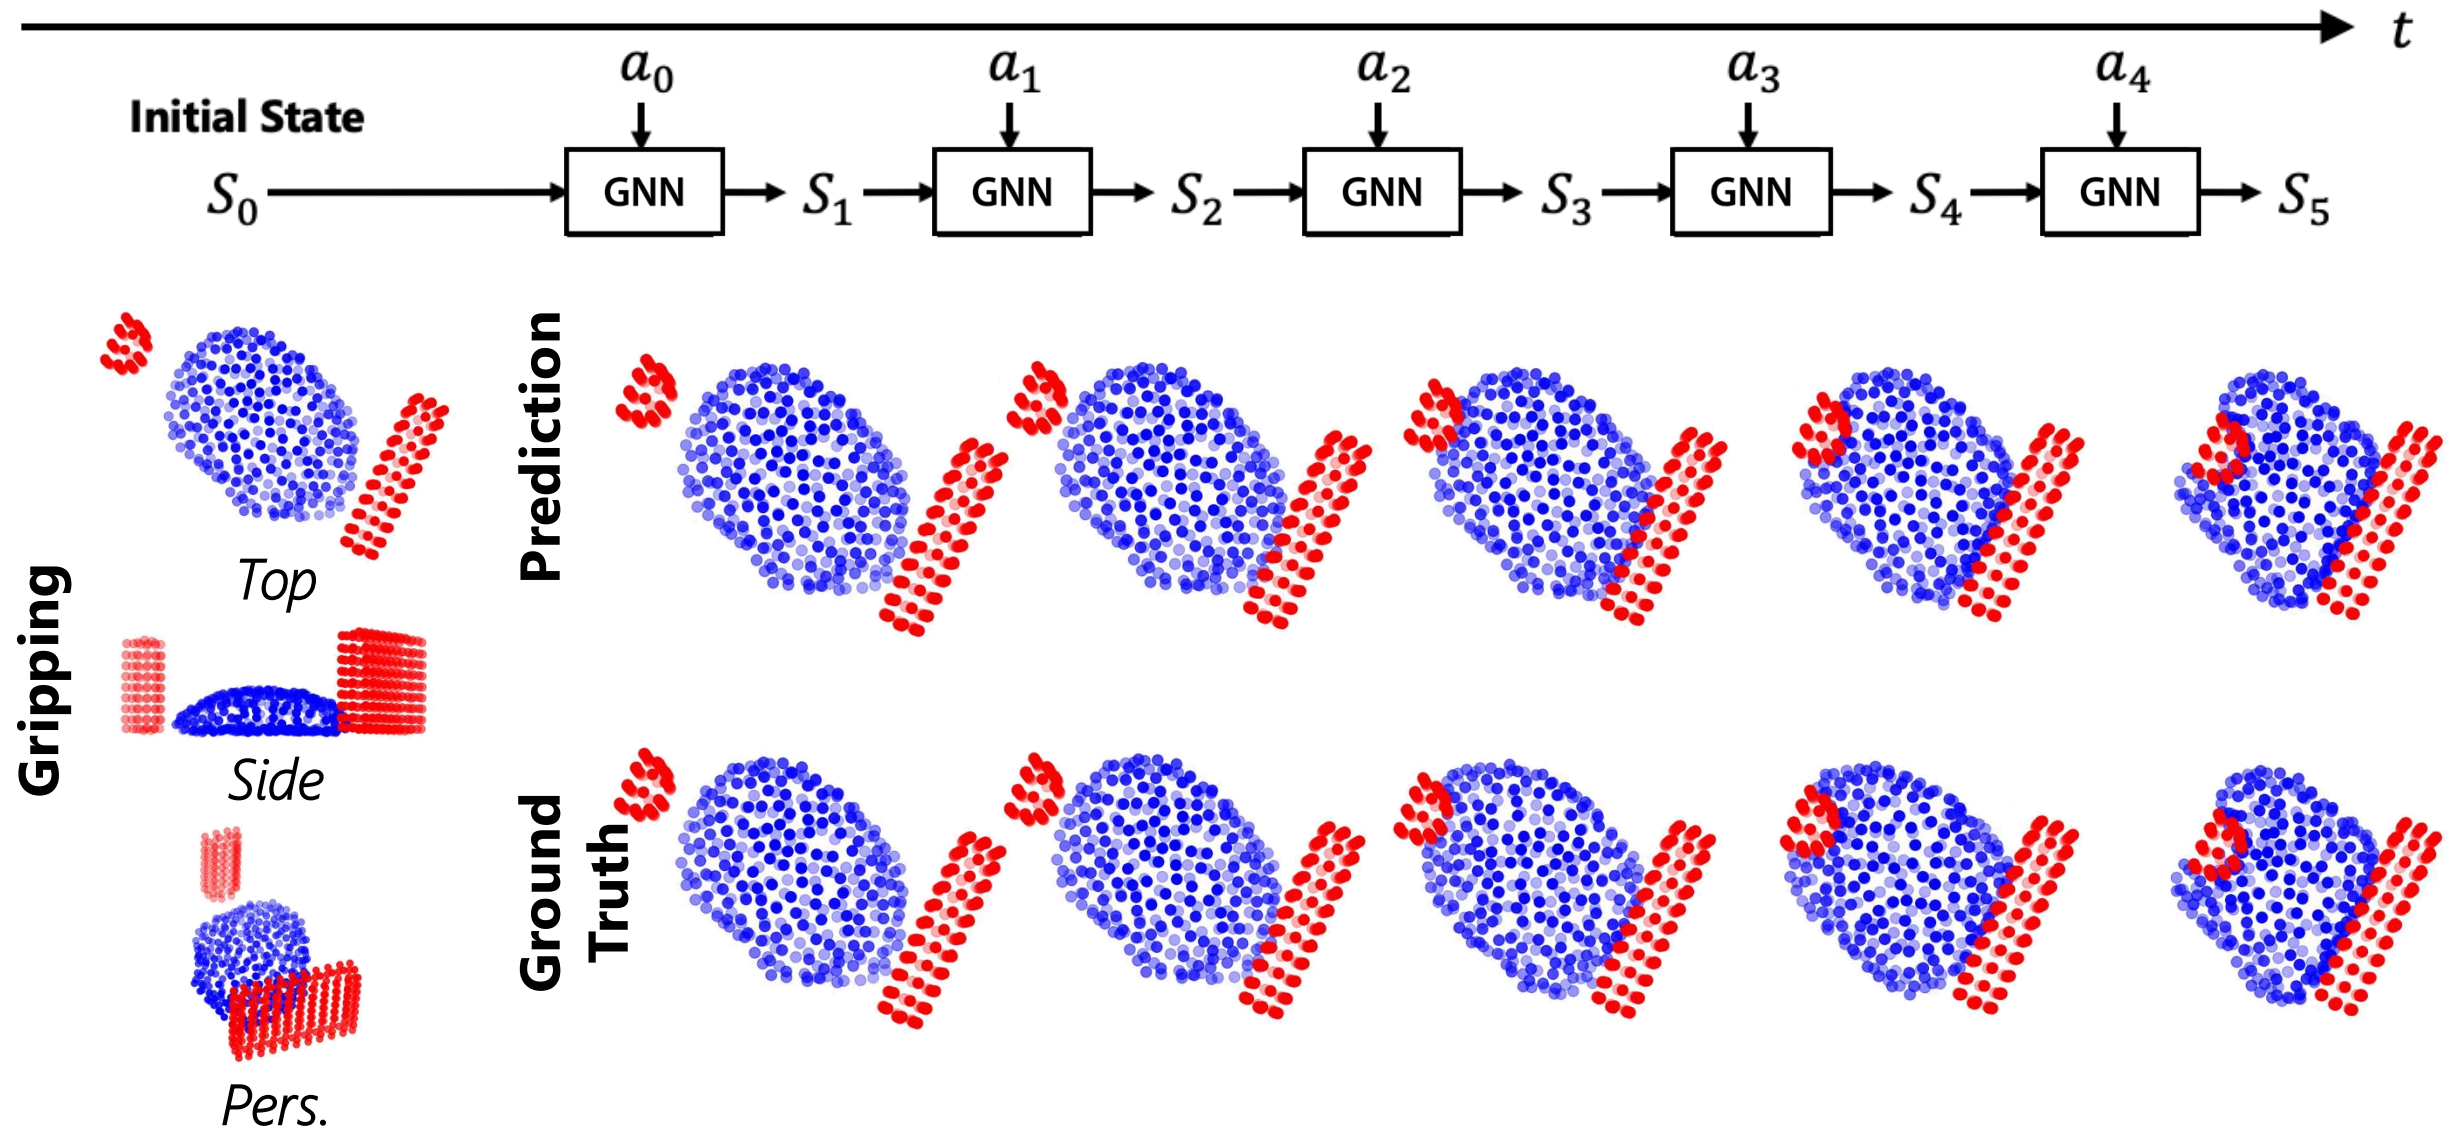 t
a₀ a₁ a₂ a₃ a₄
Initial State
S₀ GNN S₁ GNN S₂ GNN S₃ GNN S₄ GNN S₅
Gripping
Top
Side
Pers.
Prediction
Ground
Truth